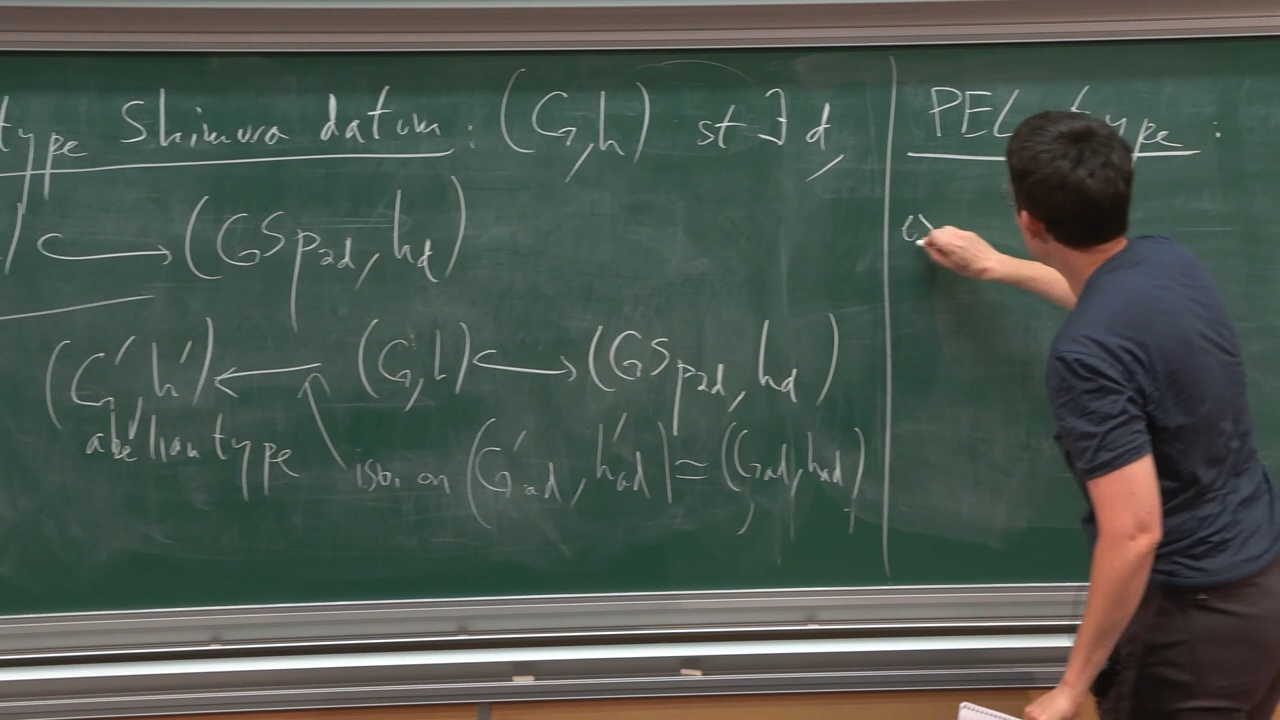 type Shimura datum : (G,h) st ∃ d,
) ↪ (GSp2d, hd)
(G',h') ← (G,h) ↪ (GSp2d, hd)
abelian type
iso. on (G'ad, h'ad) = (Gad, had)
PEL type :